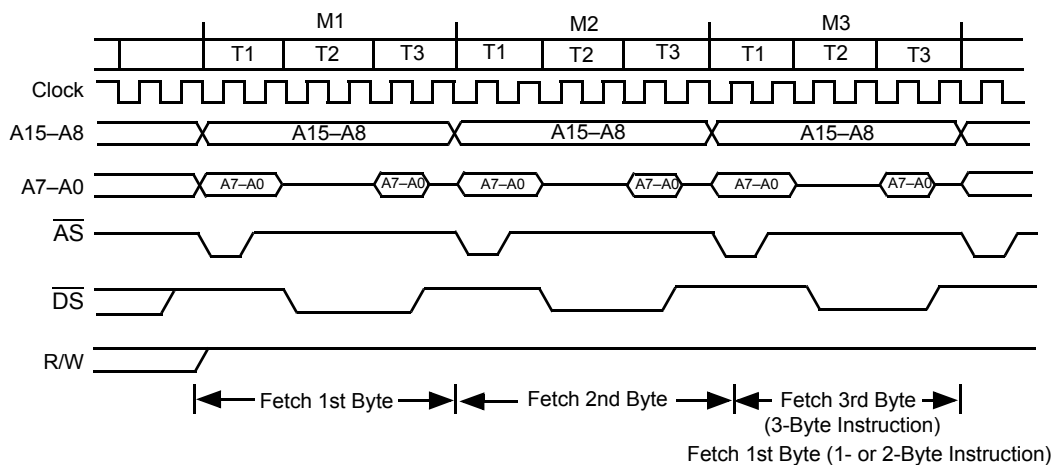 M1 M2 M3
T1 T2 T3 T1 T2 T3 T1 T2 T3
Clock
A15–A8 A15–A8 A15–A8 A15–A8
A7–A0 A7–A0 A7–A0 A7–A0 A7–A0 A7–A0 A7–A0
AS
DS
R/W
Fetch 1st Byte Fetch 2nd Byte Fetch 3rd Byte
(3-Byte Instruction)
Fetch 1st Byte (1- or 2-Byte Instruction)